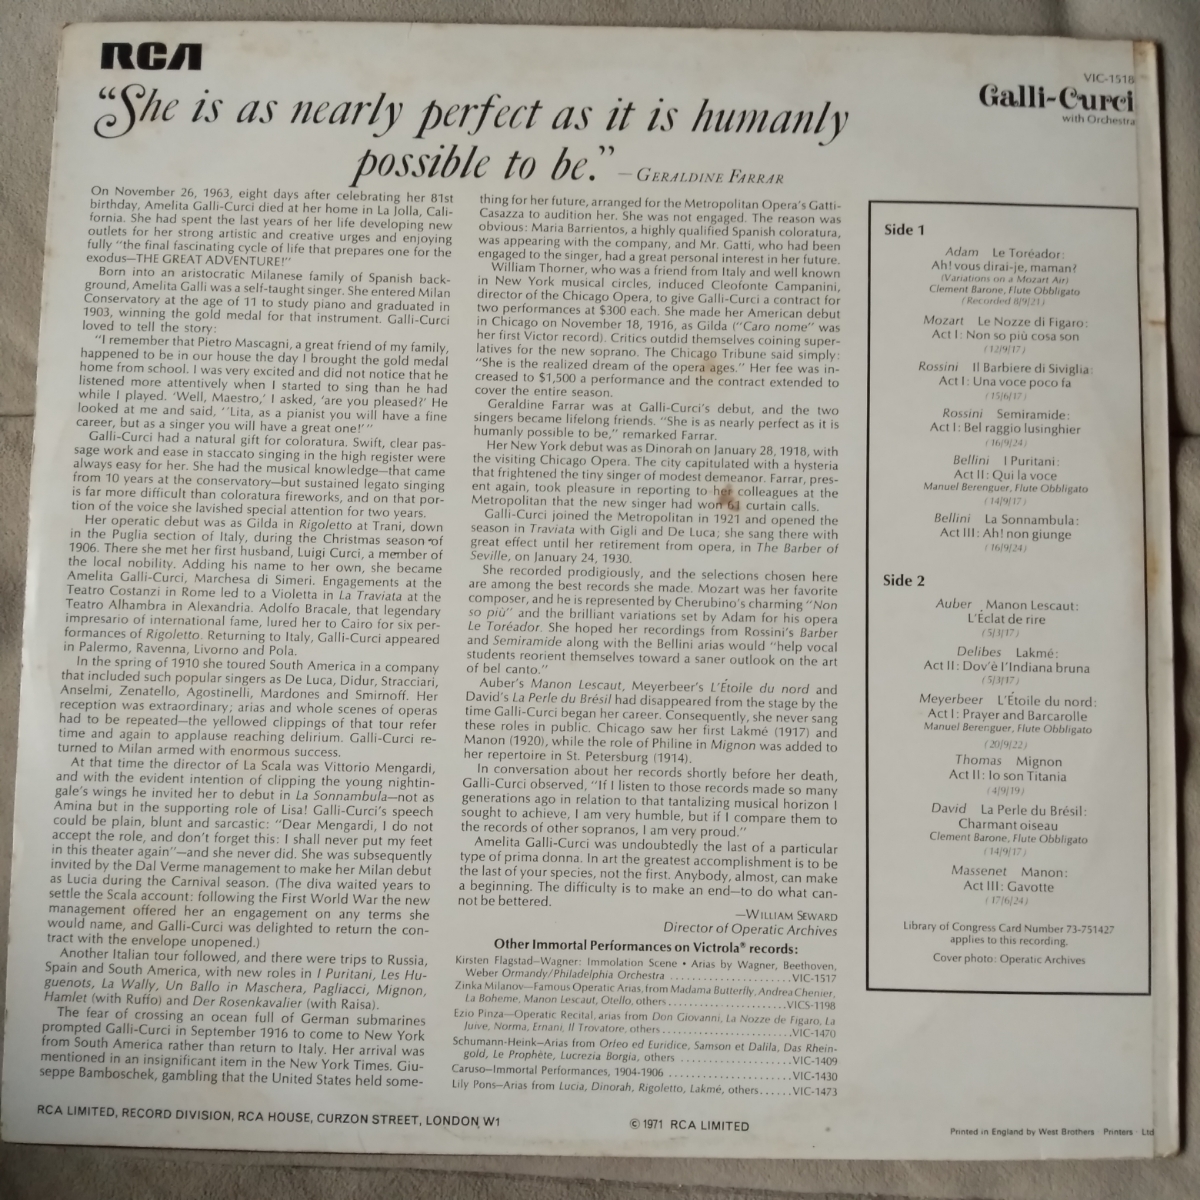 RCA
VIC-1518
Galli-Curci
with Orchestra
“She is as nearly perfect as it is humanly
possible to be.” —GERALDINE FARRAR
On November 26, 1963, eight days after celebrating her 81st
birthday, Amelita Galli-Curci died at her home in La Jolla, Cali-
fornia. She had spent the last years of her life developing new
outlets for her strong artistic and creative urges and enjoying
fully “the final fascinating cycle of life that prepares one for the
exodus—THE GREAT ADVENTURE!”
Born into an aristocratic Milanese family of Spanish back-
ground, Amelita Galli was a self-taught singer. She entered Milan
Conservatory at the age of 11 to study piano and graduated in
1903, winning the gold medal for that instrument. Galli-Curci
loved to tell the story:
“I remember that Pietro Mascagni, a great friend of my family,
happened to be in our house the day I brought the gold medal
home from school. I was very excited and did not notice that he
listened more attentively when I started to sing than he had
while I played. ‘Well, Maestro,’ I asked, ‘are you pleased?’ He
looked at me and said, “Lita, as a pianist you will have a fine
career, but as a singer you will have a great one!’ ”
Galli-Curci had a natural gift for coloratura. Swift, clear pas-
sage work and ease in staccato singing in the high register were
always easy for her. She had the musical knowledge—that came
from 10 years at the conservatory—but sustained legato singing
is far more difficult than coloratura fireworks, and on that por-
tion of the voice she lavished special attention for two years.
Her operatic debut was as Gilda in Rigoletto at Trani, down
in the Puglia section of Italy, during the Christmas season of
1906. There she met her first husband, Luigi Curci, a member of
the local nobility. Adding his name to her own, she became
Amelita Galli-Curci, Marchesa di Simeri. Engagements at the
Teatro Costanzi in Rome led to a Violetta in La Traviata at the
Teatro Alhambra in Alexandria. Adolfo Bracale, that legendary
impresario of international fame, lured her to Cairo for six per-
formances of Rigoletto. Returning to Italy, Galli-Curci appeared
in Palermo, Ravenna, Livorno and Pola.
In the spring of 1910 she toured South America in a company
that included such popular singers as De Luca, Didur, Stracciari,
Anselmi, Zenatello, Agostinelli, Mardones and Smirnoff. Her
reception was extraordinary; arias and whole scenes of operas
had to be repeated—the yellowed clippings of that tour refer
time and again to applause reaching delirium. Galli-Curci re-
turned to Milan armed with enormous success.
At that time the director of La Scala was Vittorio Mengardi,
and with the evident intention of clipping the young nightin-
gale’s wings he invited her to debut in La Sonnambula—not as
Amina but in the supporting role of Lisa! Galli-Curci’s speech
could be plain, blunt and sarcastic: “Dear Mengardi, I do not
accept the role, and don’t forget this: I shall never put my feet
in this theater again”—and she never did. She was subsequently
invited by the Dal Verme management to make her Milan debut
as Lucia during the Carnival season. (The diva waited years to
settle the Scala account: following the First World War the new
management offered her an engagement on any terms she
would name, and Galli-Curci was delighted to return the con-
tract with the envelope unopened.)
Another Italian tour followed, and there were trips to Russia,
Spain and South America, with new roles in I Puritani, Les Hu-
guenots, La Wally, Un Ballo in Maschera, Pagliacci, Mignon,
Hamlet (with Ruffo) and Der Rosenkavalier (with Raisa).
The fear of crossing an ocean full of German submarines
prompted Galli-Curci in September 1916 to come to New York
from South America rather than return to Italy. Her arrival was
mentioned in an insignificant item in the New York Times. Giu-
seppe Bamboschek, gambling that the United States held some-
thing for her future, arranged for the Metropolitan Opera’s Gatti-
Casazza to audition her. She was not engaged. The reason was
obvious: Maria Barrientos, a highly qualified Spanish coloratura,
was appearing with the company, and Mr. Gatti, who had been
engaged to the singer, had a great personal interest in her future.
William Thorner, who was a friend from Italy and well known
in New York musical circles, induced Cleofonte Campanini,
director of the Chicago Opera, to give Galli-Curci a contract for
two performances at $300 each. She made her American debut
in Chicago on November 18, 1916, as Gilda (“Caro nome” was
her first Victor record). Critics outdid themselves coining super-
latives for the new soprano. The Chicago Tribune said simply:
“She is the realized dream of the opera ages.” Her fee was in-
creased to $1,500 a performance and the contract extended to
cover the entire season.
Geraldine Farrar was at Galli-Curci’s debut, and the two
singers became lifelong friends. “She is as nearly perfect as it is
humanly possible to be,” remarked Farrar.
Her New York debut was as Dinorah on January 28, 1918, with
the visiting Chicago Opera. The city capitulated with a hysteria
that frightened the tiny singer of modest demeanor. Farrar, pres-
ent again, took pleasure in reporting to her colleagues at the
Metropolitan that the new singer had won 61 curtain calls.
Galli-Curci joined the Metropolitan in 1921 and opened the
season in Traviata with Gigli and De Luca; she sang there with
great effect until her retirement from opera, in The Barber of
Seville, on January 24, 1930.
She recorded prodigiously, and the selections chosen here
are among the best records she made. Mozart was her favorite
composer, and he is represented by Cherubino’s charming “Non
so più” and the brilliant variations set by Adam for his opera
Le Toréador. She hoped her recordings from Rossini’s Barber
and Semiramide along with the Bellini arias would “help vocal
students reorient themselves toward a saner outlook on the art
of bel canto.”
Auber’s Manon Lescaut, Meyerbeer’s L’Étoile du nord and
David’s La Perle du Brésil had disappeared from the stage by the
time Galli-Curci began her career. Consequently, she never sang
these roles in public. Chicago saw her first Lakmé (1917) and
Manon (1920), while the role of Philine in Mignon was added to
her repertoire in St. Petersburg (1914).
In conversation about her records shortly before her death,
Galli-Curci observed, “If I listen to those records made so many
generations ago in relation to that tantalizing musical horizon I
sought to achieve, I am very humble, but if I compare them to
the records of other sopranos, I am very proud.”
Amelita Galli-Curci was undoubtedly the last of a particular
type of prima donna. In art the greatest accomplishment is to be
the last of your species, not the first. Anybody, almost, can make
a beginning. The difficulty is to make an end—to do what can-
not be bettered.
—WILLIAM SEWARD
Director of Operatic Archives
Other Immortal Performances on Victrola® records:
Kirsten Flagstad—Wagner: Immolation Scene • Arias by Wagner, Beethoven,
Weber Ormandy/Philadelphia Orchestra ..................VIC-1517
Zinka Milanov—Famous Operatic Arias, from Madama Butterfly, Andrea Chenier,
La Boheme, Manon Lescaut, Otello, others ..................VICS-1198
Ezio Pinza—Operatic Recital, arias from Don Giovanni, La Nozze de Figaro, La
Juive, Norma, Ernani, Il Trovatore, others ..................VIC-1470
Schumann-Heink—Arias from Orfeo ed Euridice, Samson et Dalila, Das Rhein-
gold, Le Prophète, Lucrezia Borgia, others ..................VIC-1409
Caruso—Immortal Performances, 1904-1906 ..................VIC-1430
Lily Pons—Arias from Lucia, Dinorah, Rigoletto, Lakmé, others......VIC-1473
Side 1
Adam Le Toréador:
Ah! vous dirai-je, maman?
(Variations on a Mozart Air)
Clement Barone, Flute Obbligato
(Recorded 8/9/21)
Mozart Le Nozze di Figaro:
Act I: Non so più cosa son
(12/9/17)
Rossini Il Barbiere di Siviglia:
Act I: Una voce poco fa
(15/6/17)
Rossini Semiramide:
Act I: Bel raggio lusinghier
(16/9/24)
Bellini I Puritani:
Act II: Qui la voce
Manuel Berenguer, Flute Obbligato
(14/9/17)
Bellini La Sonnambula:
Act III: Ah! non giunge
(16/9/24)
Side 2
Auber Manon Lescaut:
L’Éclat de rire
(5/3/17)
Delibes Lakmé:
Act II: Dov’è l’Indiana bruna
(5/3/17)
Meyerbeer L’Étoile du nord:
Act I: Prayer and Barcarolle
Manuel Berenguer, Flute Obbligato
(20/9/22)
Thomas Mignon
Act II: Io son Titania
(4/9/19)
David La Perle du Brésil:
Charmant oiseau
Clement Barone, Flute Obbligato
(14/9/17)
Massenet Manon:
Act III: Gavotte
(17/6/24)
Library of Congress Card Number 73-751427
applies to this recording.
Cover photo: Operatic Archives
RCA LIMITED, RECORD DIVISION, RCA HOUSE, CURZON STREET, LONDON W1
© 1971 RCA LIMITED
Printed in England by West Brothers · Printers · Ltd